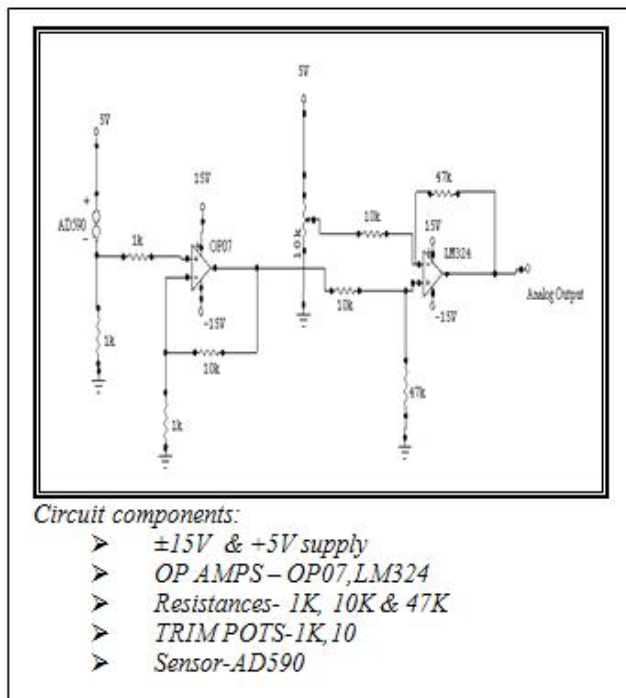 5V
5V
47k
15V
AD590
+
-
1k
OP07
10k
10k
15V
LM324
Analog Output
-15V
10k
-15V
1k
10k
47k
1k
Circuit components:
➤ ±15V & +5V supply
➤ OP AMPS – OP07,LM324
➤ Resistances- 1K, 10K & 47K
➤ TRIM POTS-1K,10
➤ Sensor-AD590